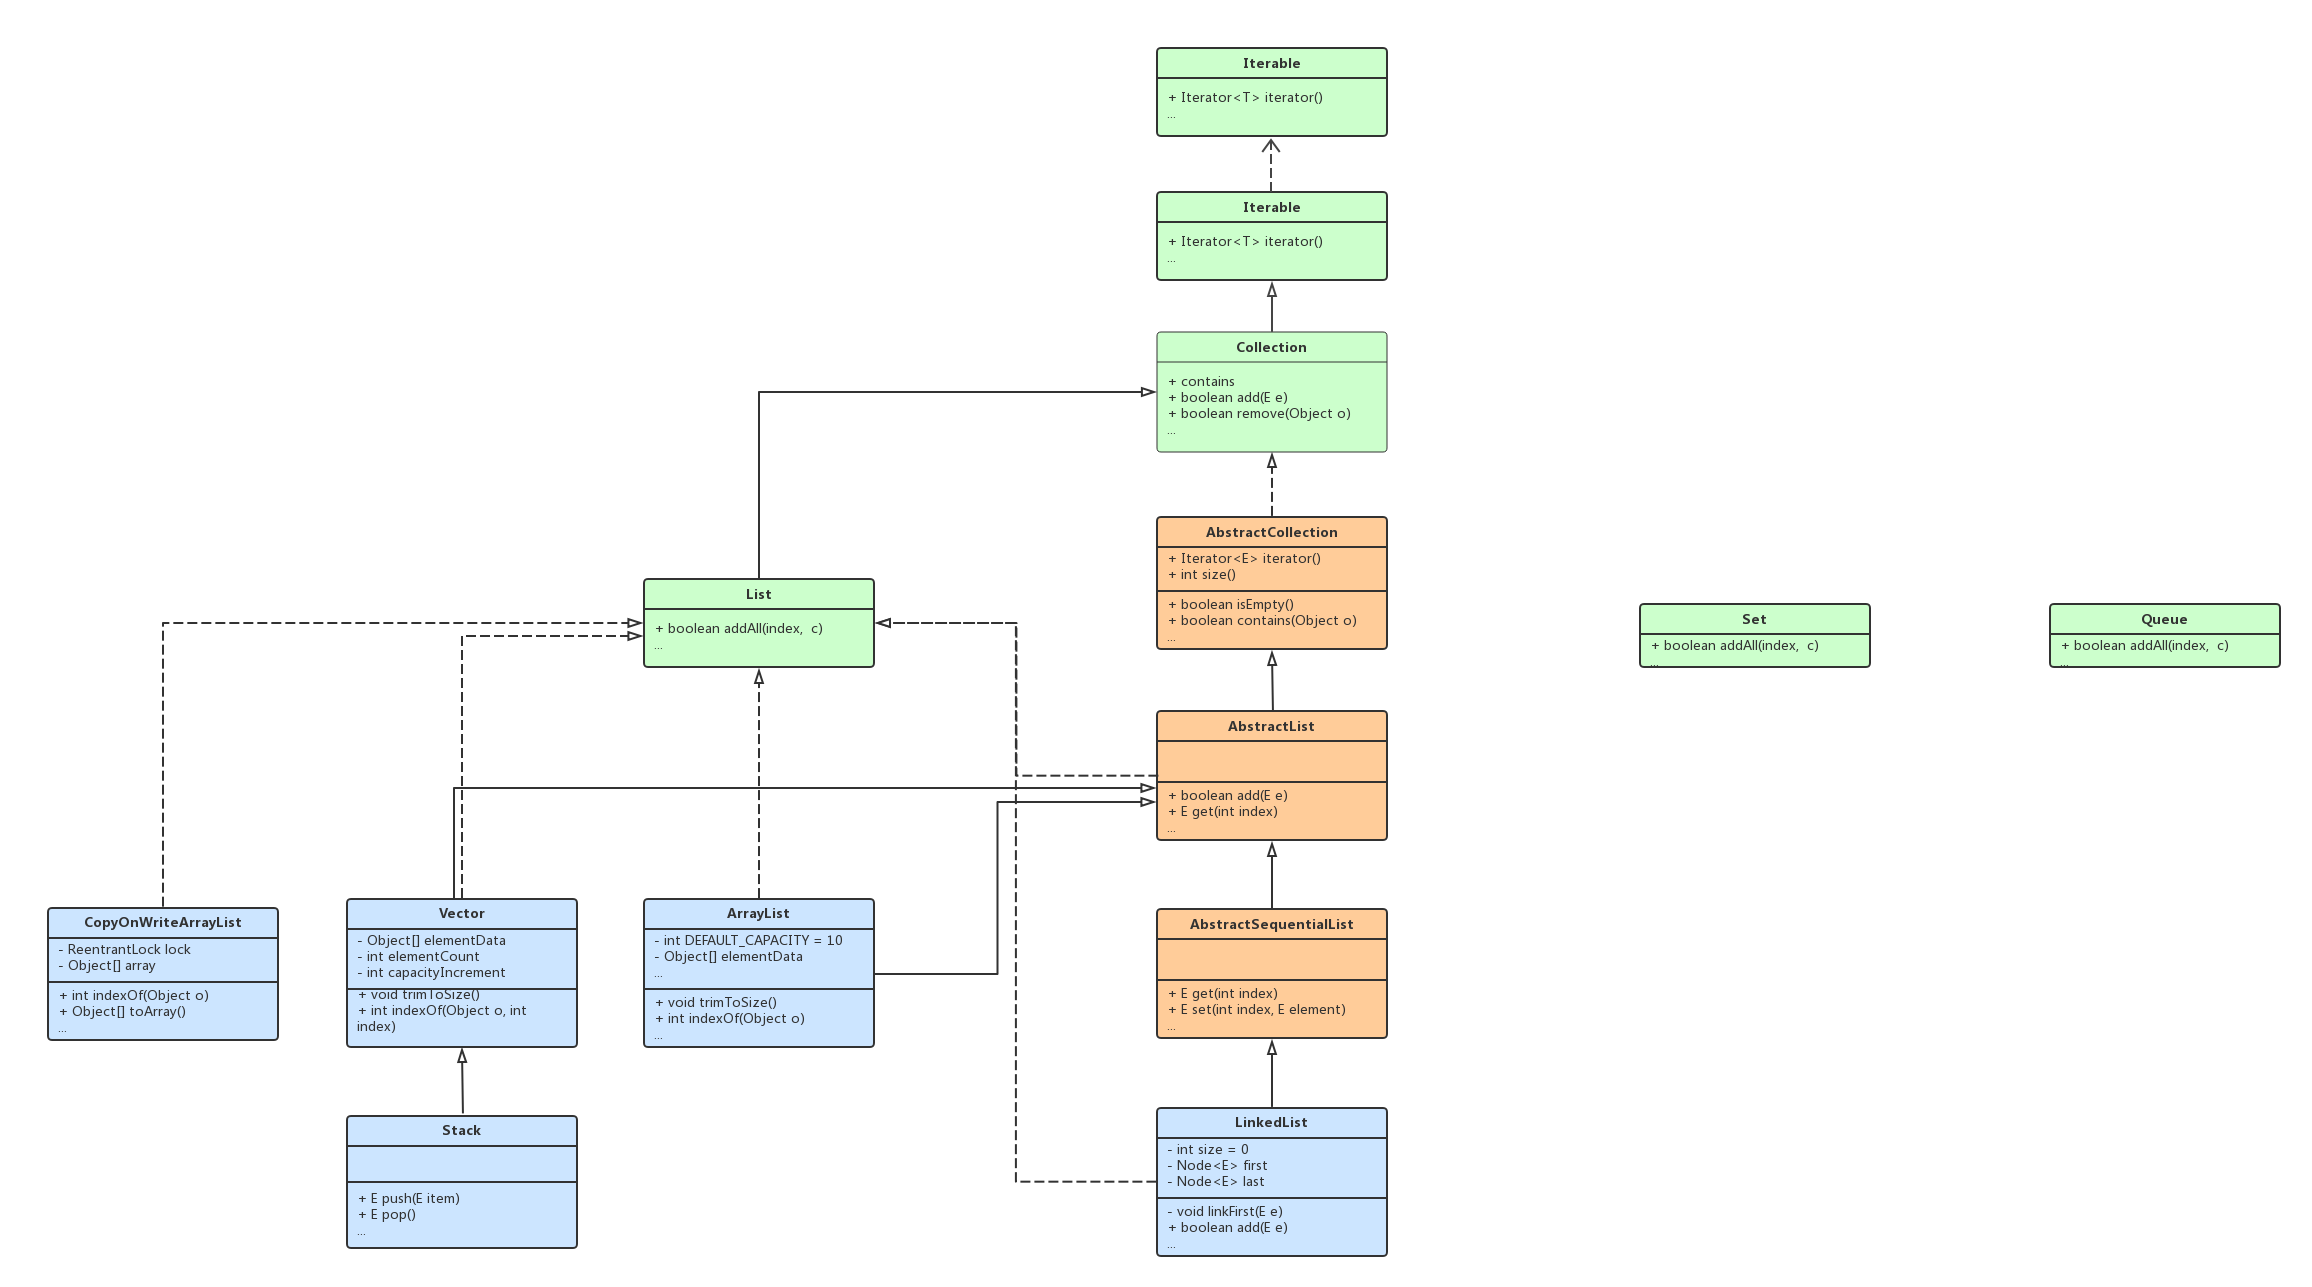 Iterable
+ Iterator<T> iterator()
...
Iterable
+ Iterator<T> iterator()
...
Collection
+ contains
+ boolean add(E e)
+ boolean remove(Object o)
...
AbstractCollection
+ Iterator<E> iterator()
+ int size()
+ boolean isEmpty()
+ boolean contains(Object o)
...
List
+ boolean addAll(index,  c)
...
Set
+ boolean addAll(index,  c)
...
Queue
+ boolean addAll(index,  c)
...
AbstractList
+ boolean add(E e)
+ E get(int index)
...
CopyOnWriteArrayList
- ReentrantLock lock
- Object[] array
+ int indexOf(Object o)
+ Object[] toArray()
...
Vector
- Object[] elementData
- int elementCount
- int capacityIncrement
+ void trimToSize()
+ int indexOf(Object o, int
index)
ArrayList
- int DEFAULT_CAPACITY = 10
- Object[] elementData
...
+ void trimToSize()
+ int indexOf(Object o)
...
AbstractSequentialList
+ E get(int index)
+ E set(int index, E element)
...
Stack
+ E push(E item)
+ E pop()
...
LinkedList
- int size = 0
- Node<E> first
- Node<E> last
- void linkFirst(E e)
+ boolean add(E e)
...